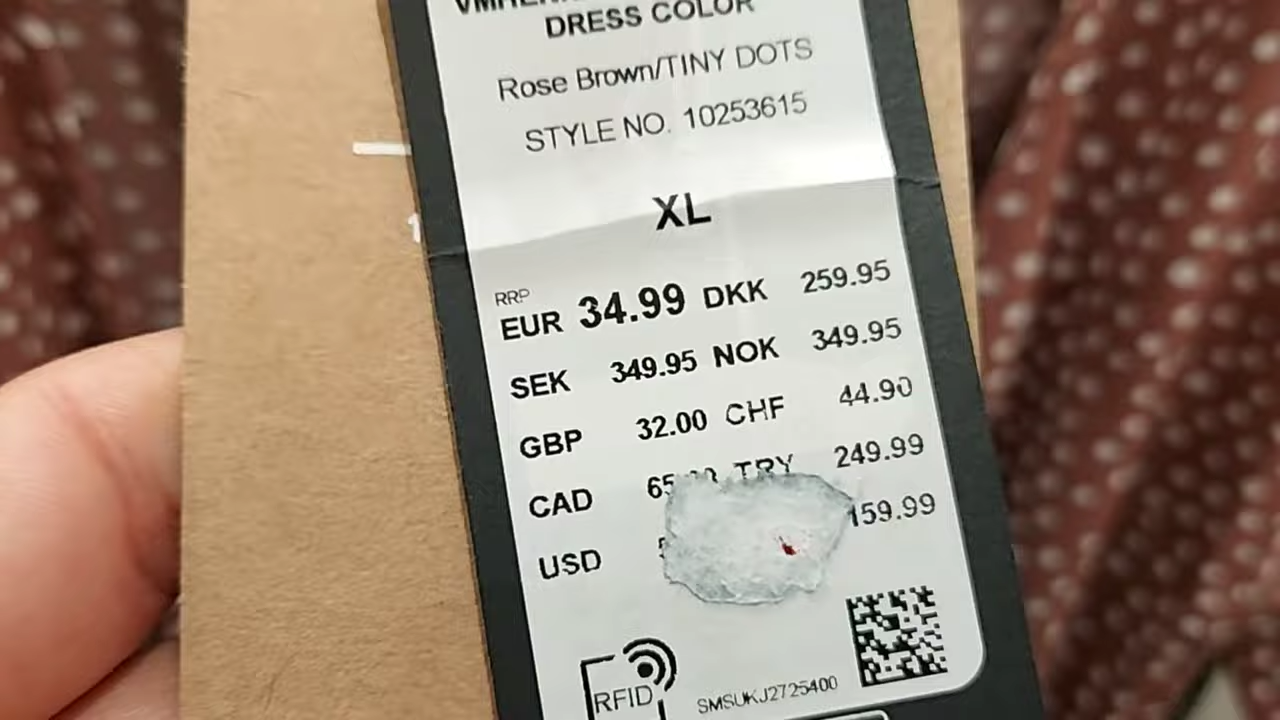 DRESS COLOR
Rose Brown/TINY DOTS
STYLE NO. 10253615
XL
RRP
EUR 34.99 DKK 259.95
SEK 349.95 NOK 349.95
GBP 32.00 CHF 44.90
CAD TRY 249.99
USD 159.99
RFID
SMSUKJ2725400